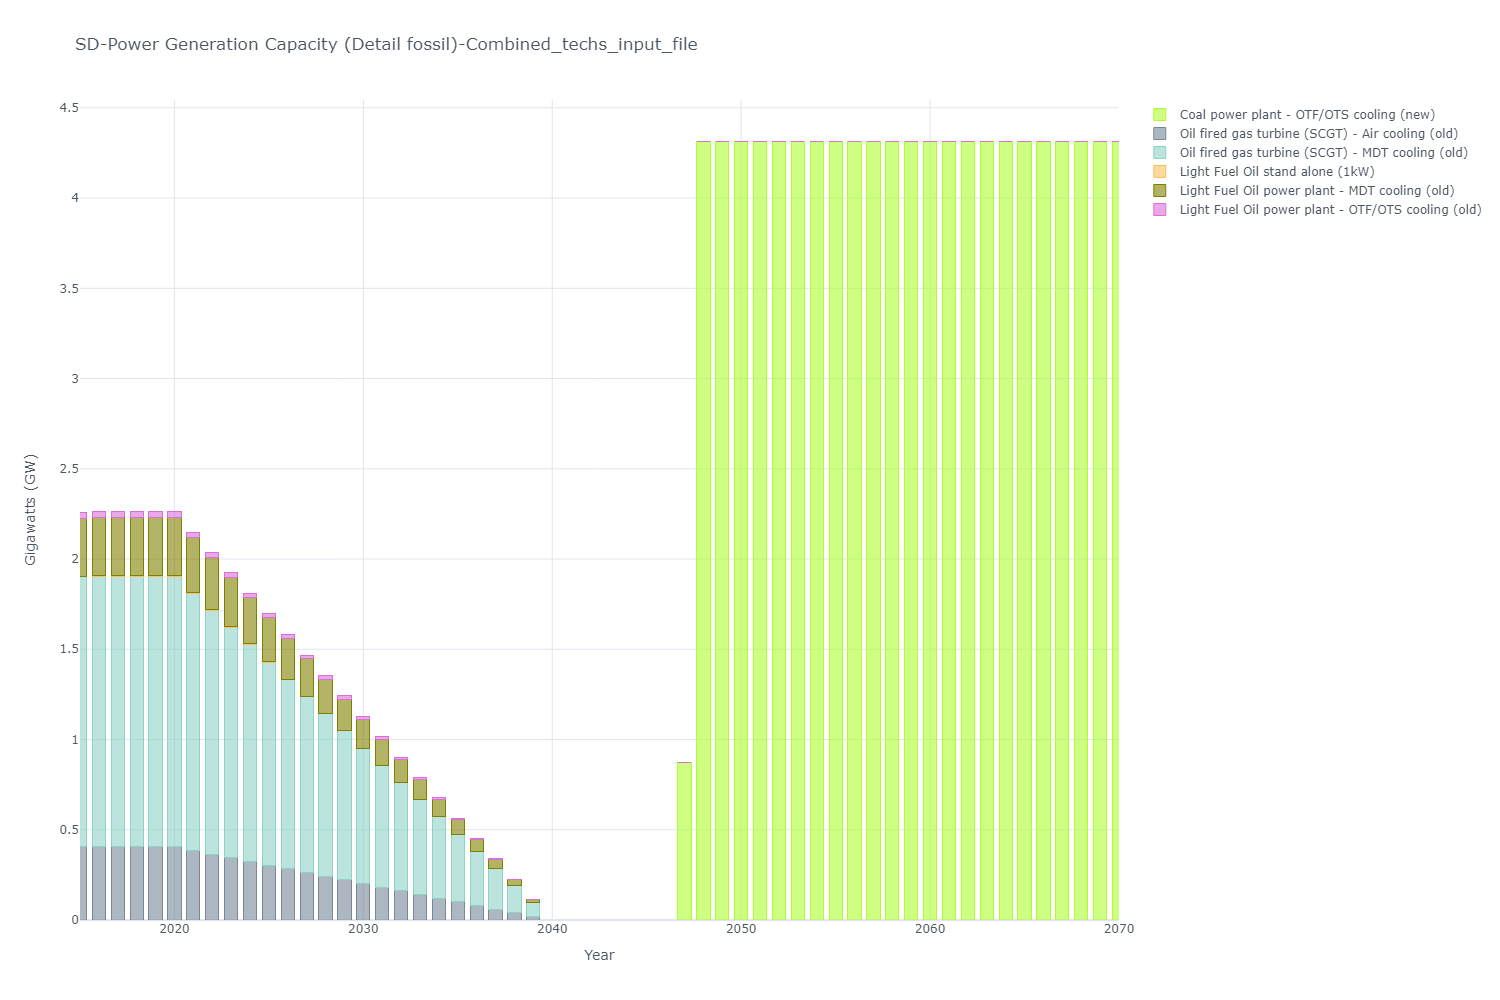 SD-Power Generation Capacity (Detail fossil)-Combined_techs_input_file
4.5
4
3.5
3
2.5
2
1.5
1
0.5
0
Gigawatts (GW)
2020
2030
2040
2050
2060
2070
Year
Coal power plant - OTF/OTS cooling (new)
Oil fired gas turbine (SCGT) - Air cooling (old)
Oil fired gas turbine (SCGT) - MDT cooling (old)
Light Fuel Oil stand alone (1kW)
Light Fuel Oil power plant - MDT cooling (old)
Light Fuel Oil power plant - OTF/OTS cooling (old)